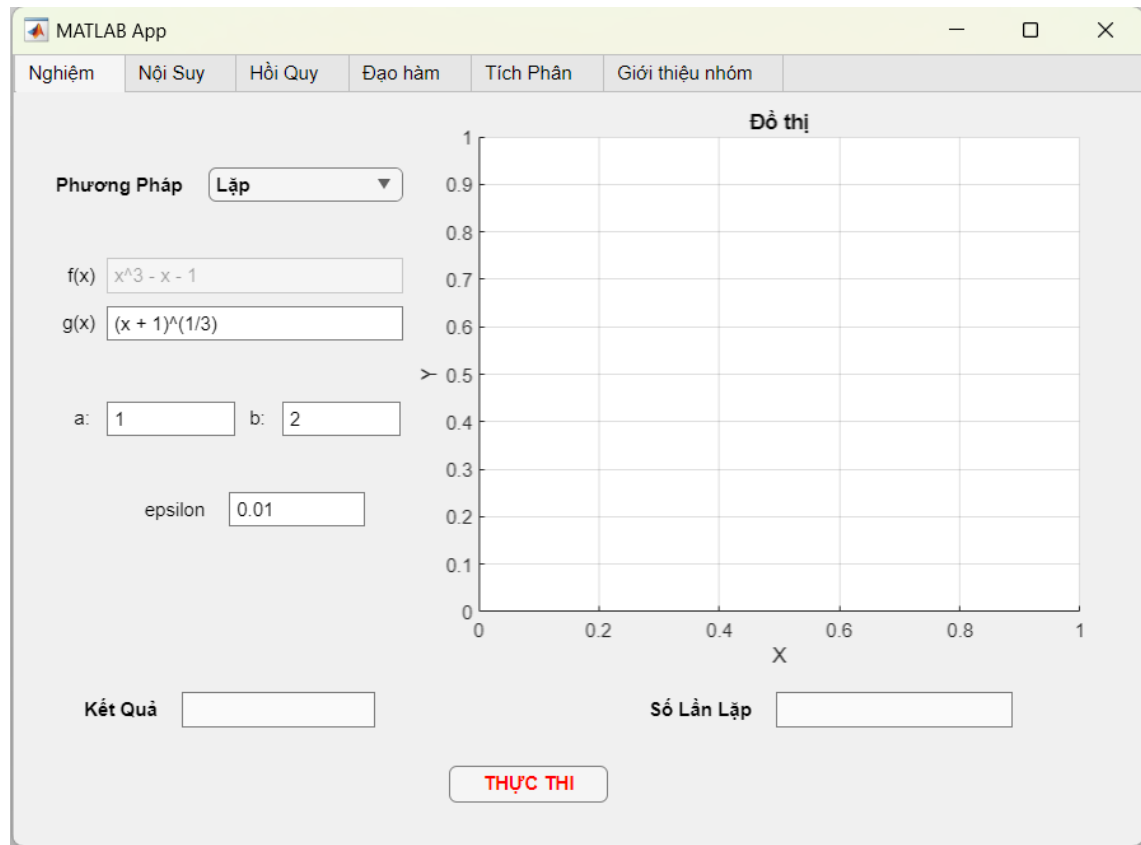 MATLAB App
Nghiệm Nội Suy Hồi Quy Đạo hàm Tích Phân Giới thiệu nhóm
Phương Pháp Lặp
f(x) x^3 - x - 1
g(x) (x + 1)^(1/3)
a: 1 b: 2
epsilon 0.01
Đồ thị
1
0.9
0.8
0.7
0.6
0.5
0.4
0.3
0.2
0.1
0
Y
0 0.2 0.4 0.6 0.8 1
X
Kết Quả Số Lần Lặp
THỰC THI